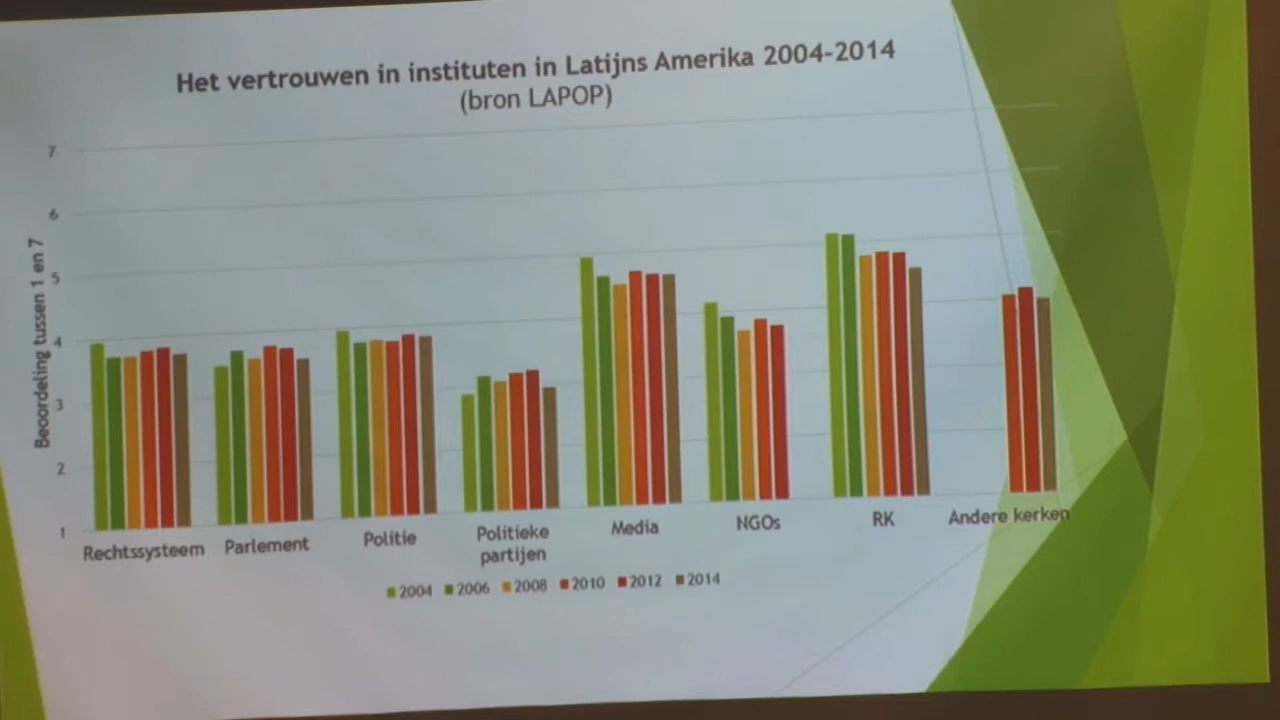 Het vertrouwen in instituten in Latijns Amerika 2004-2014
(bron LAPOP)
Beoordeling tussen 1 en 7
7
6
5
4
3
2
1
Rechtssysteem Parlement Politie Politieke partijen Media NGOs RK Andere kerken
2004 2006 2008 2010 2012 2014